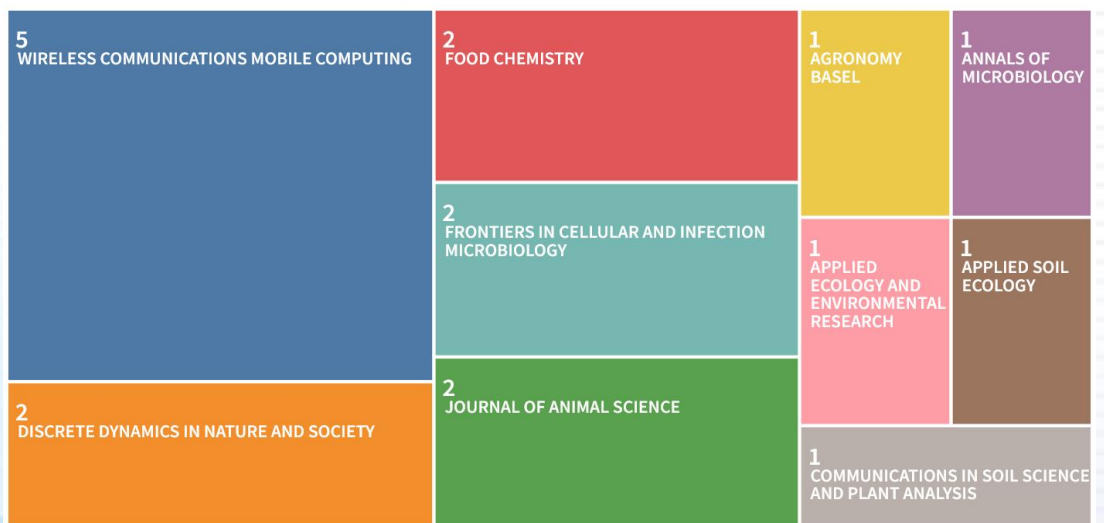 5
WIRELESS COMMUNICATIONS MOBILE COMPUTING
2
DISCRETE DYNAMICS IN NATURE AND SOCIETY
2
FOOD CHEMISTRY
2
FRONTIERS IN CELLULAR AND INFECTION
MICROBIOLOGY
2
JOURNAL OF ANIMAL SCIENCE
1
AGRONOMY
BASEL
1
ANNALS OF
MICROBIOLOGY
1
APPLIED
ECOLOGY AND
ENVIRONMENTAL
RESEARCH
1
APPLIED SOIL
ECOLOGY
1
COMMUNICATIONS IN SOIL SCIENCE
AND PLANT ANALYSIS